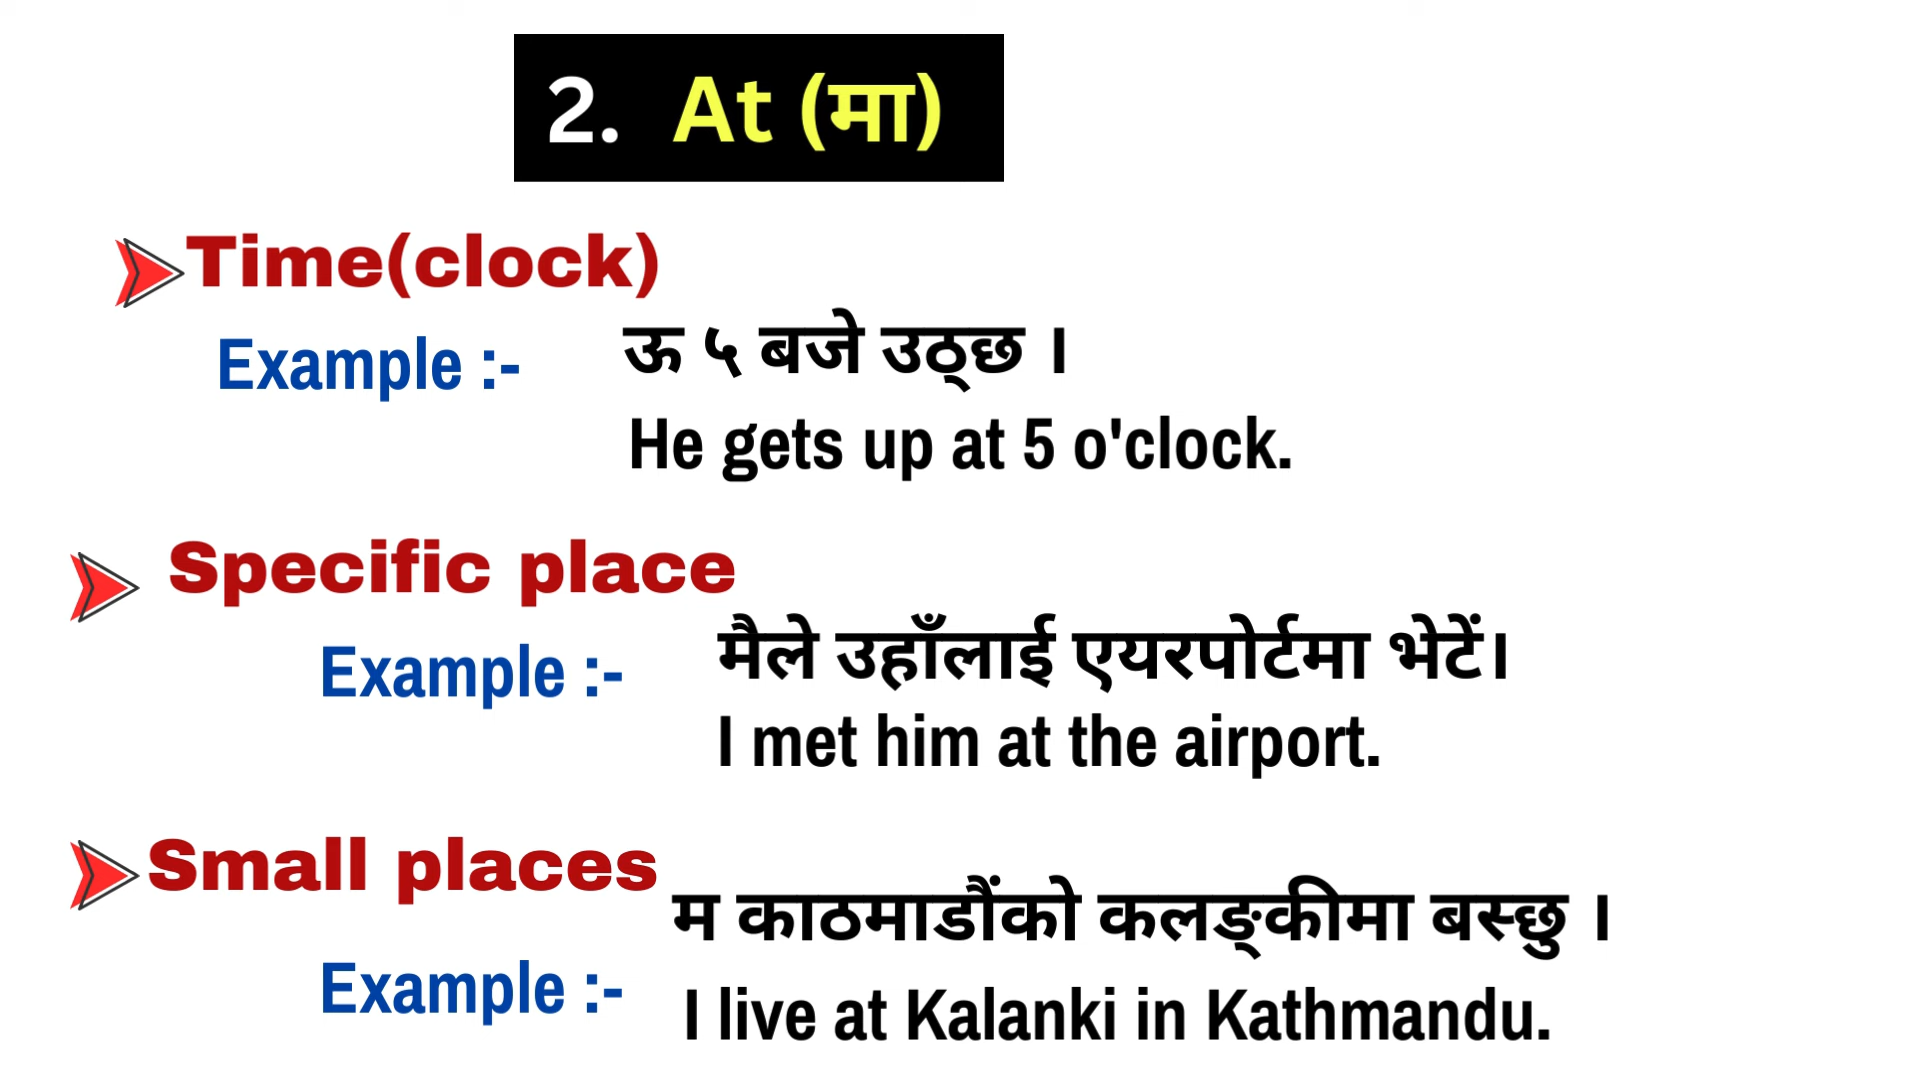 2. At (मा)
Time(clock)
Example :- ऊ ५ बजे उठ्छ ।
He gets up at 5 o'clock.
Specific place
Example :- मैले उहाँलाई एयरपोर्टमा भेटें।
I met him at the airport.
Small places
म काठमाडौंको कलङ्कीमा बस्छु ।
Example :- I live at Kalanki in Kathmandu.